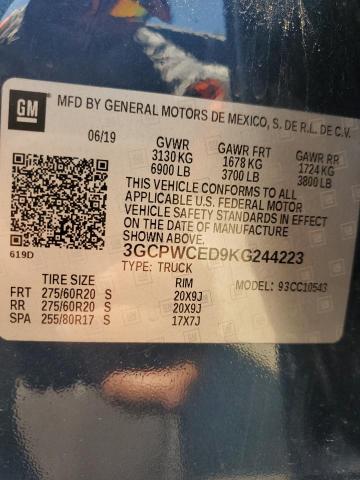 GM MFD BY GENERAL MOTORS DE MEXICO, S. DE R.L. DE C.V.
06/19 GVWR GAWR FRT GAWR RR
3130 KG 1678 KG 1724 KG
6900 LB 3700 LB 3800 LB
THIS VEHICLE CONFORMS TO ALL
APPLICABLE U.S. FEDERAL MOTOR
VEHICLE SAFETY STANDARDS IN EFFECT
ON THE DATE OF MANUFACTURE
SHOWN ABOVE.
3GCPWCED9KG244223
619D TYPE: TRUCK
TIRE SIZE RIM MODEL: 93CC10543
FRT 275/60R20 S 20X9J
RR 275/60R20 S 20X9J
SPA 255/80R17 S 17X7J